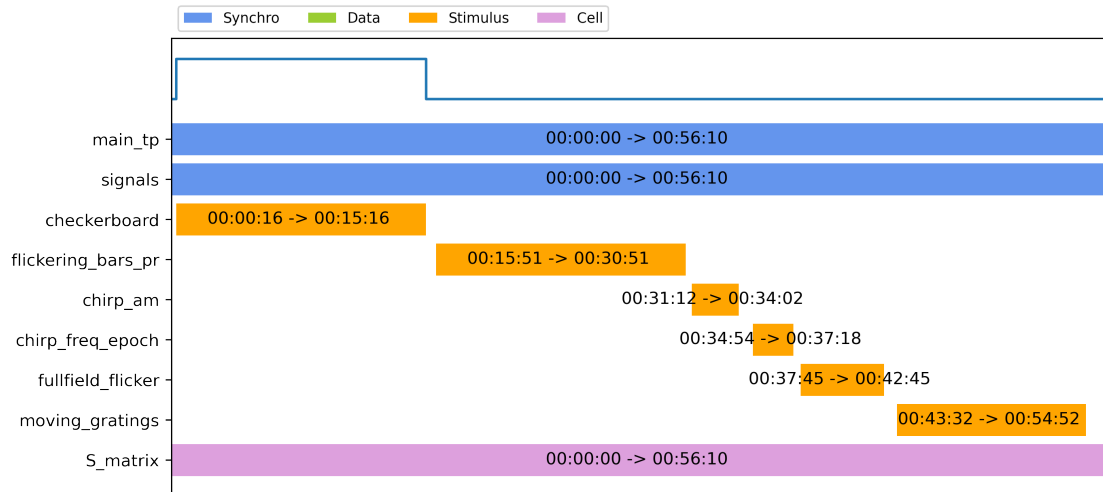 Synchro Data Stimulus Cell
main_tp 00:00:00 -> 00:56:10
signals 00:00:00 -> 00:56:10
checkerboard 00:00:16 -> 00:15:16
flickering_bars_pr 00:15:51 -> 00:30:51
chirp_am 00:31:12 -> 00:34:02
chirp_freq_epoch 00:34:54 -> 00:37:18
fullfield_flicker 00:37:45 -> 00:42:45
moving_gratings 00:43:32 -> 00:54:52
S_matrix 00:00:00 -> 00:56:10